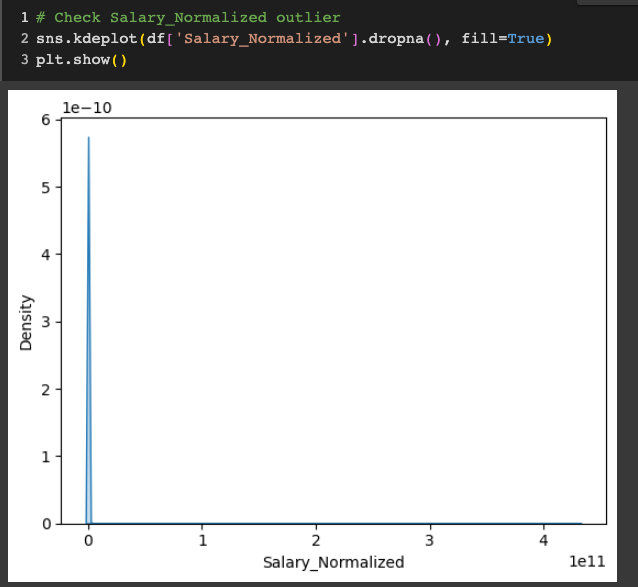 1 # Check Salary_Normalized outlier
2 sns.kdeplot(df['Salary_Normalized'].dropna(), fill=True)
3 plt.show()
1e−10
6
5
4
3
2
1
0
Density
0 1 2 3 4
1e11
Salary_Normalized